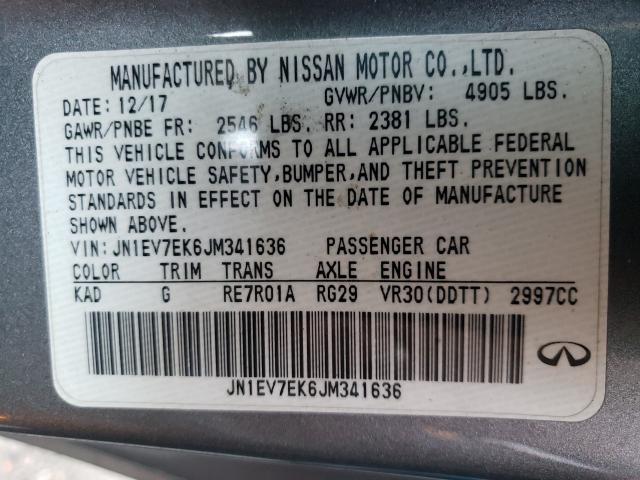 MANUFACTURED BY NISSAN MOTOR CO.,LTD.
DATE: 12/17 GVWR/PNBV: 4905 LBS.
GAWR/PNBE FR: 2546 LBS. RR: 2381 LBS.
THIS VEHICLE CONFORMS TO ALL APPLICABLE FEDERAL
MOTOR VEHICLE SAFETY,BUMPER,AND THEFT PREVENTION
STANDARDS IN EFFECT ON THE DATE OF MANUFACTURE
SHOWN ABOVE.
VIN:JN1EV7EK6JM341636 PASSENGER CAR
COLOR TRIM TRANS AXLE ENGINE
KAD G RE7R01A RG29 VR30(DDTT) 2997CC
JN1EV7EK6JM341636